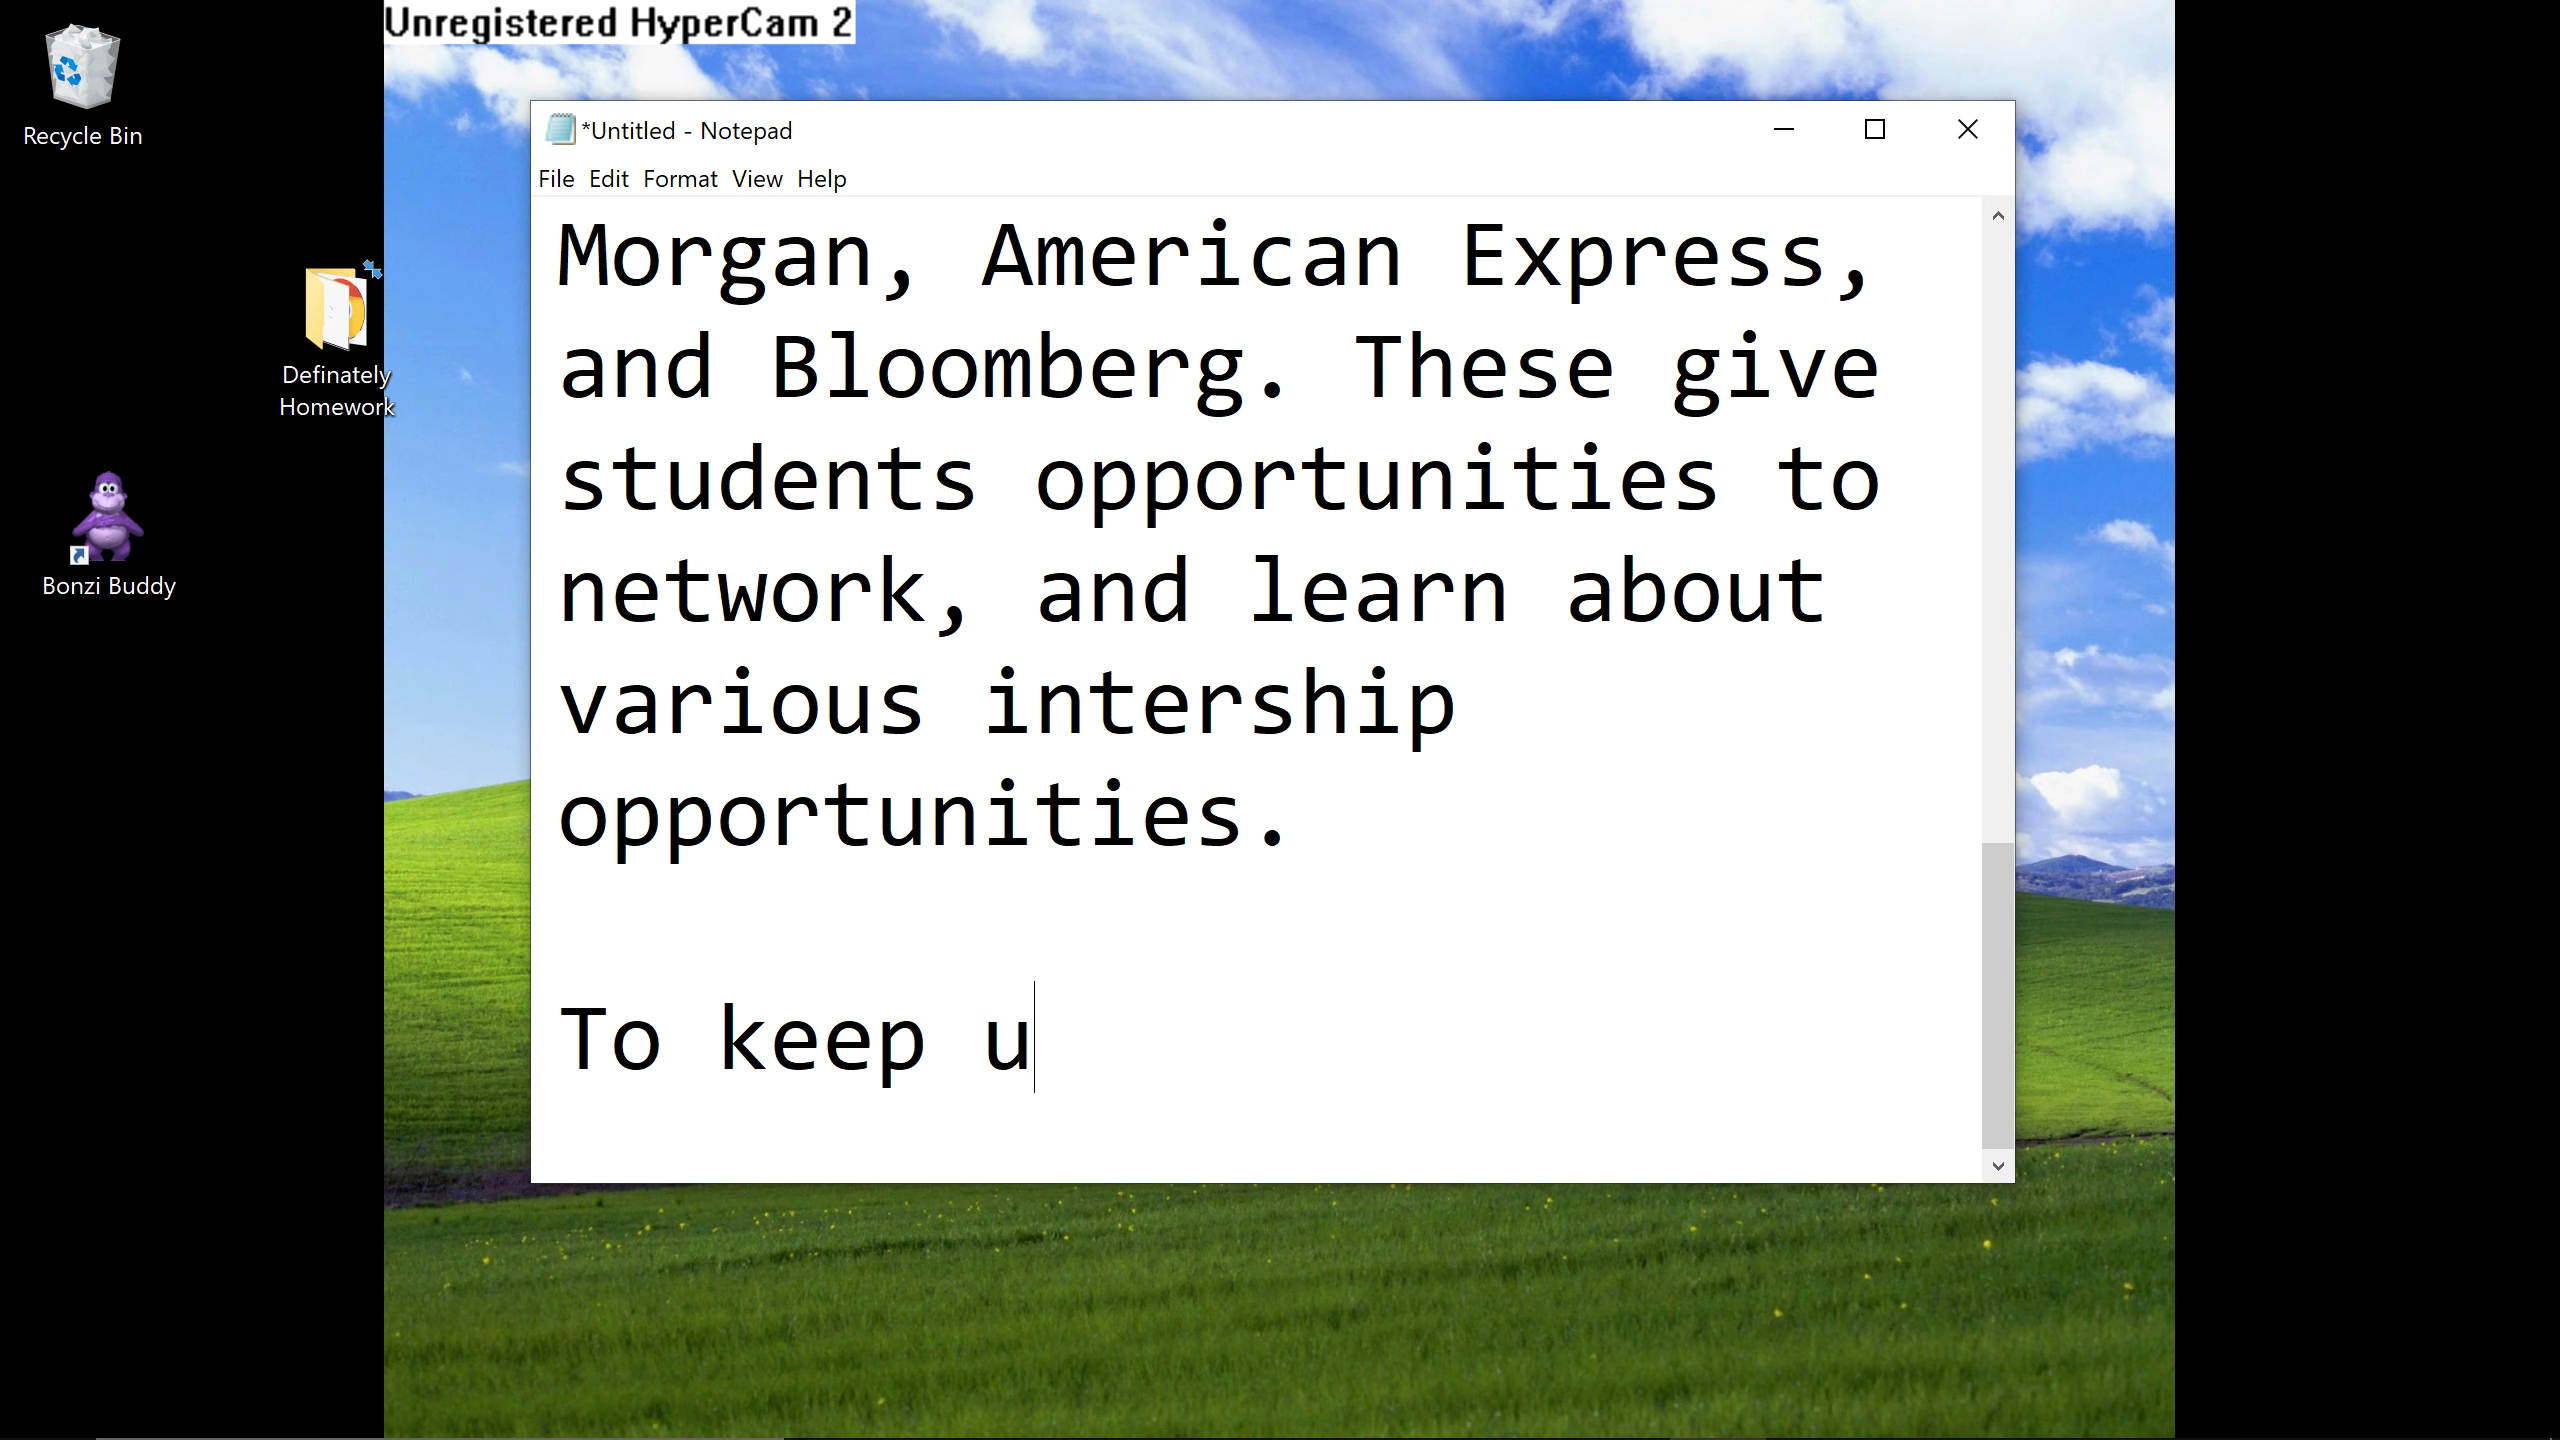 Unregistered HyperCam 2
Recycle Bin
Definately
Homework
Bonzi Buddy
*Untitled - Notepad
File Edit Format View Help
Morgan, American Express,
and Bloomberg. These give
students opportunities to
network, and learn about
various intership
opportunities.
To keep u